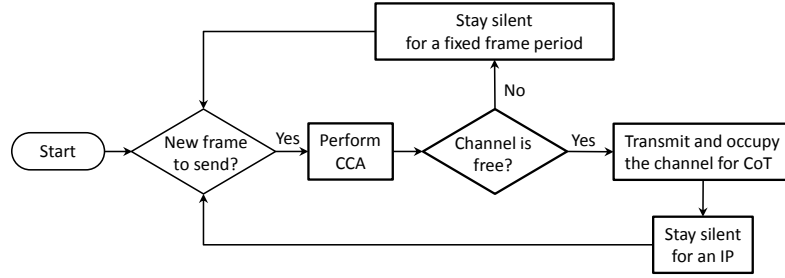 Stay silent
for a fixed frame period
No
Start
New frame
to send?
Yes
Perform
CCA
Channel is
free?
Yes
Transmit and occupy
the channel for CoT
Stay silent
for an IP